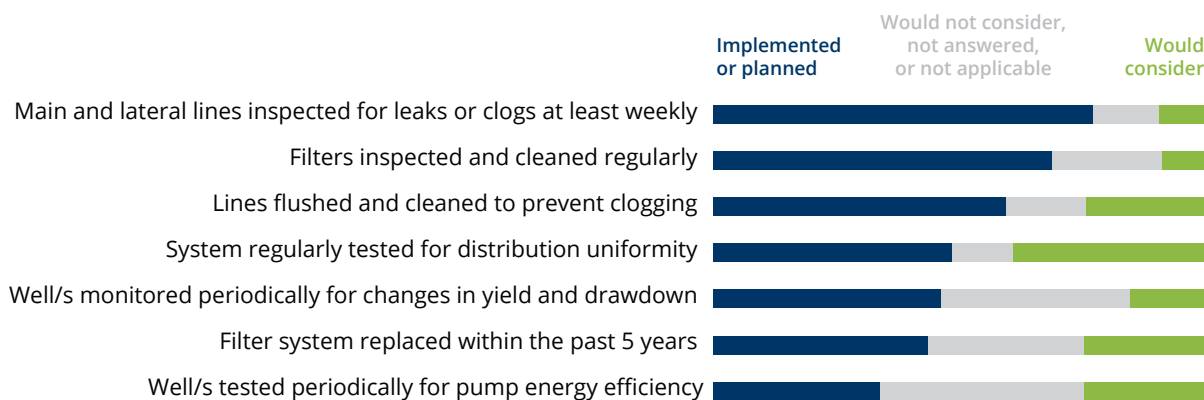 Implemented
or planned
Would not consider,
not answered,
or not applicable
Would
consider
Main and lateral lines inspected for leaks or clogs at least weekly
Filters inspected and cleaned regularly
Lines flushed and cleaned to prevent clogging
System regularly tested for distribution uniformity
Well/s monitored periodically for changes in yield and drawdown
Filter system replaced within the past 5 years
Well/s tested periodically for pump energy efficiency